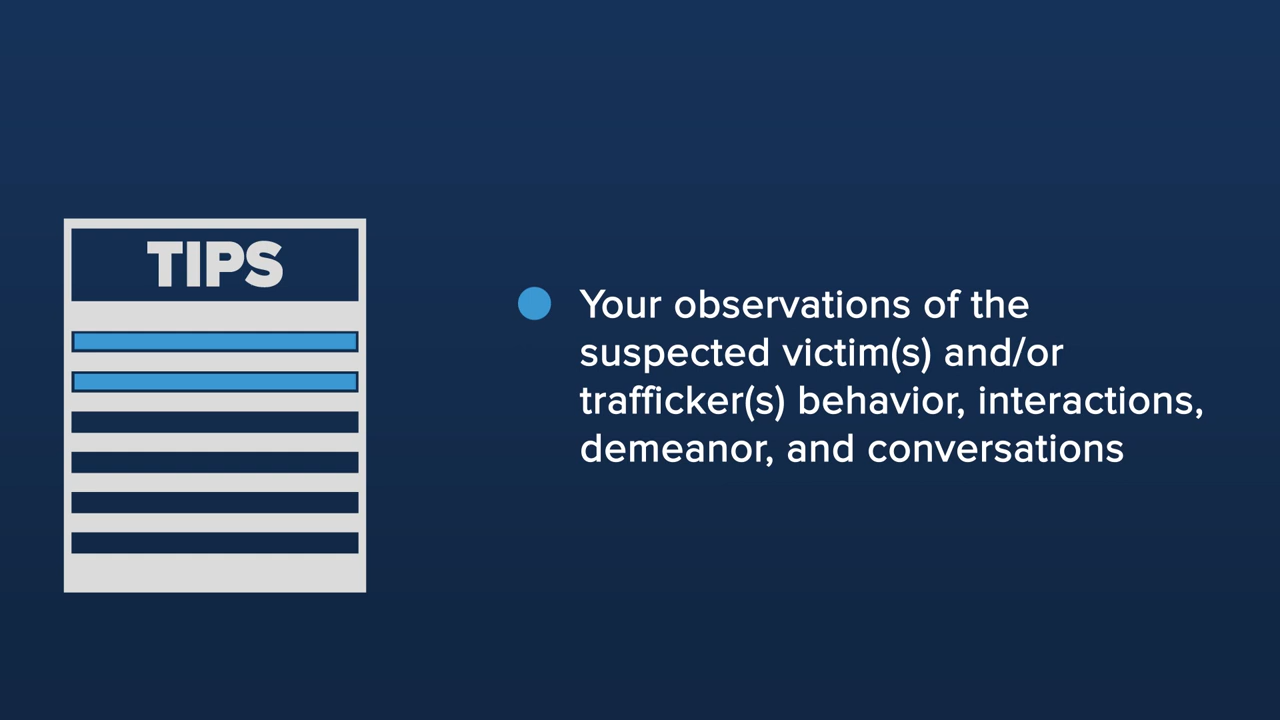 TIPS
Your observations of the
suspected victim(s) and/or
trafficker(s) behavior, interactions,
demeanor, and conversations